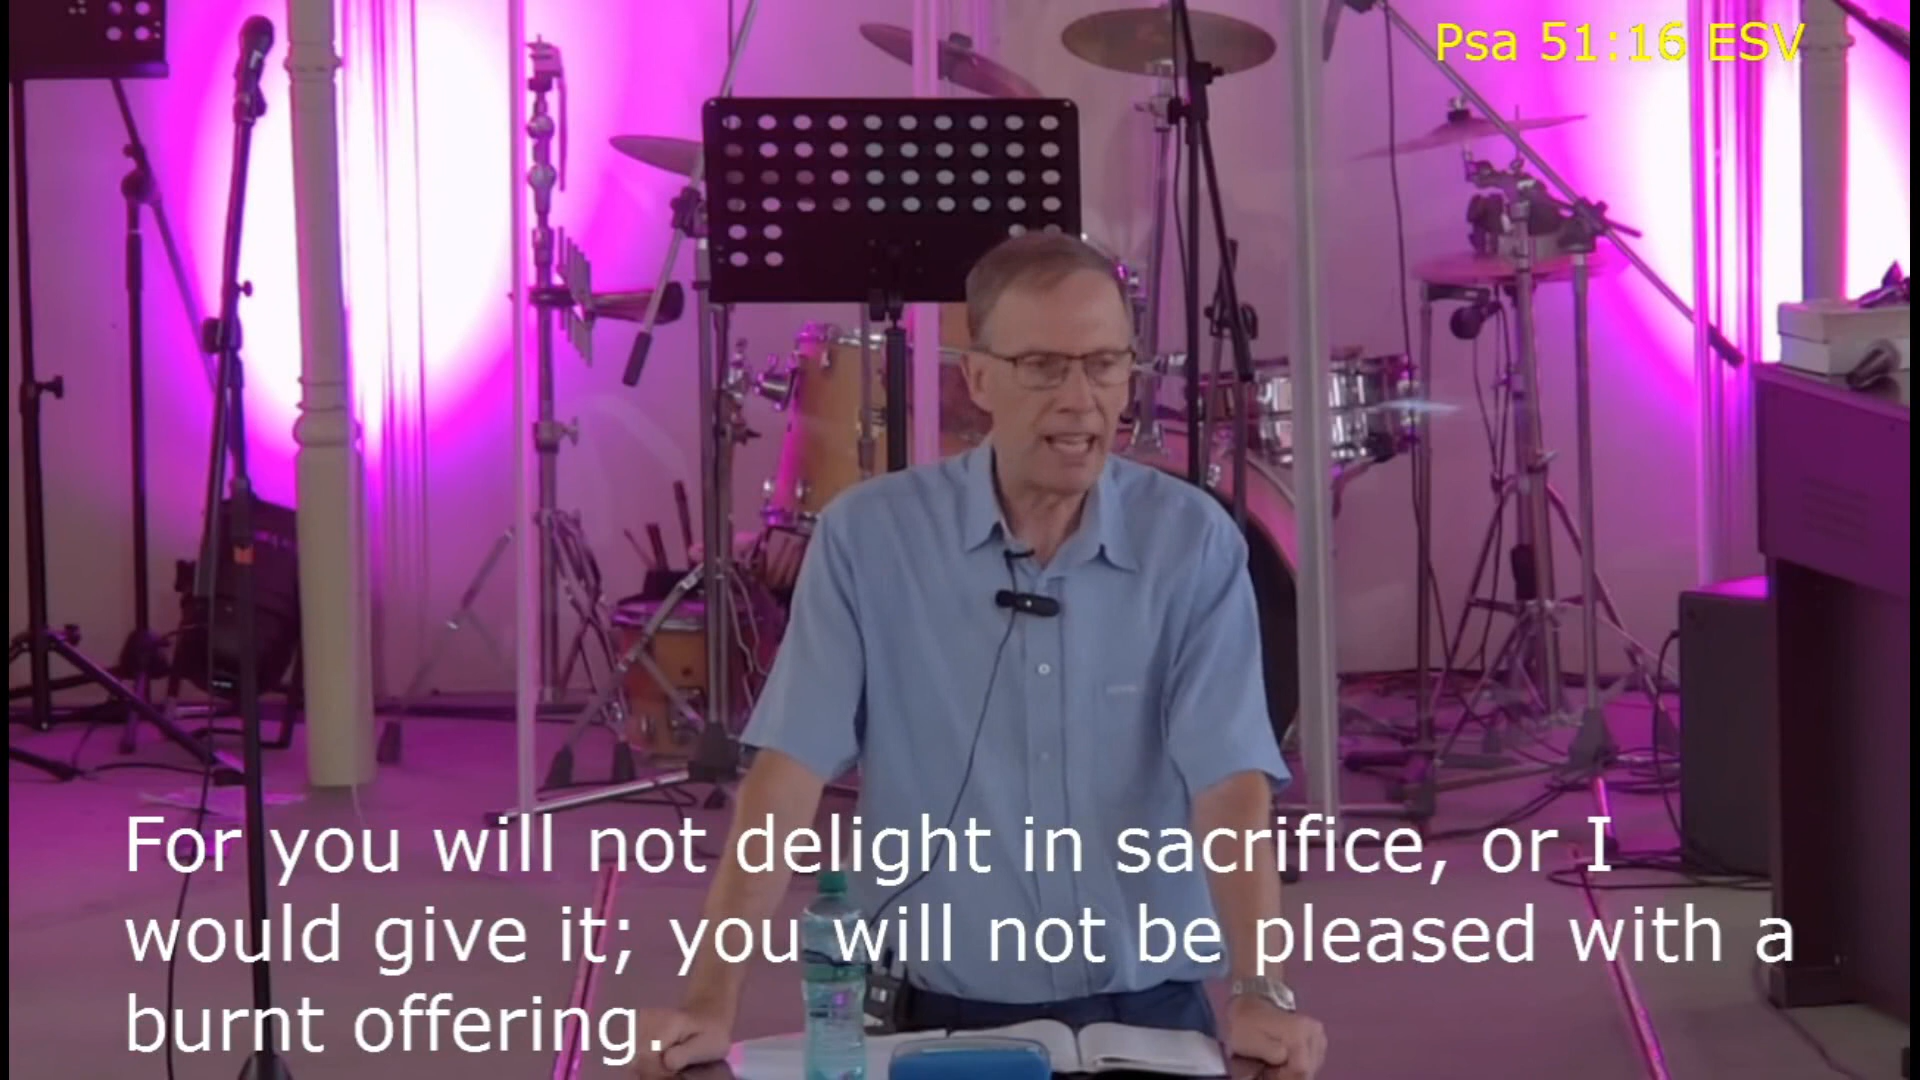 Psa 51:16 ESV
For you will not delight in sacrifice, or I
would give it; you will not be pleased with a
burnt offering.